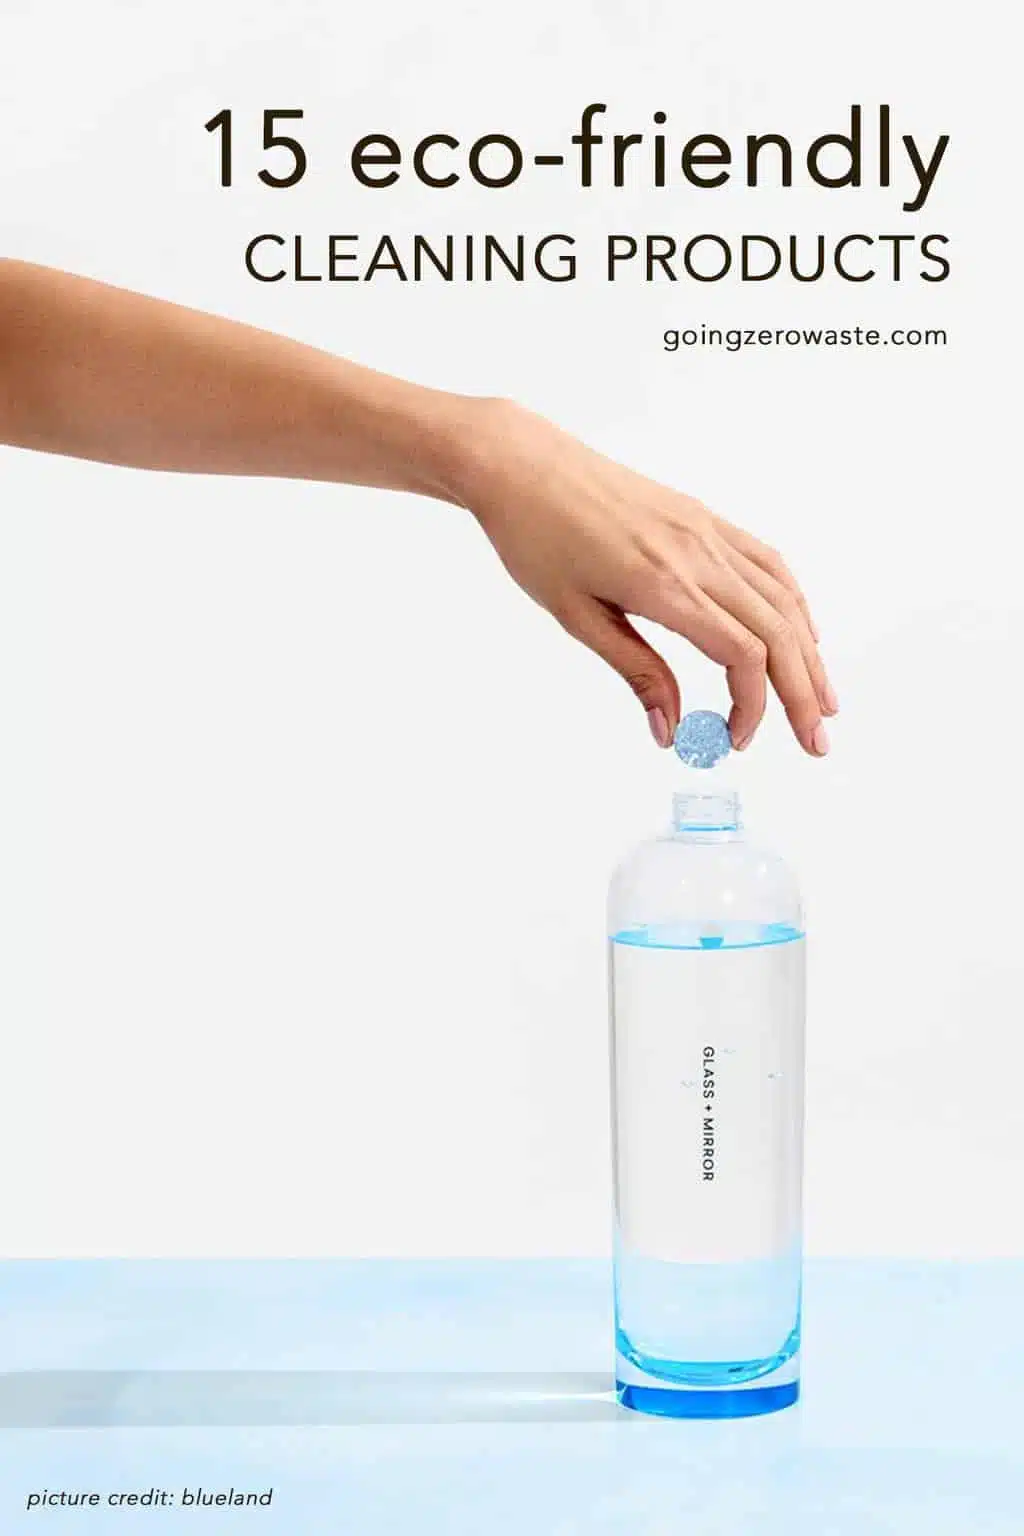 15 eco-friendly
CLEANING PRODUCTS
goingzerowaste.com
GLASS + MIRROR
picture credit: blueland